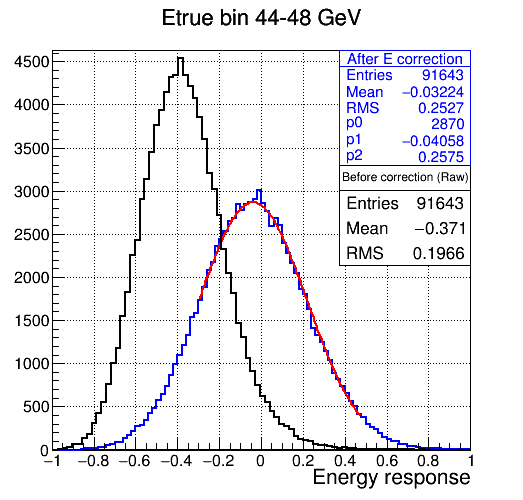 Etrue bin 44-48 GeV
After E correction
Entries 91643
Mean −0.03224
RMS 0.2527
p0 2870
p1 −0.04058
p2 0.2575
Before correction (Raw)
Entries 91643
Mean −0.371
RMS 0.1966
4500
4000
3500
3000
2500
2000
1500
1000
500
0
−1 −0.8 −0.6 −0.4 −0.2 0 0.2 0.4 0.6 0.8 1
Energy response